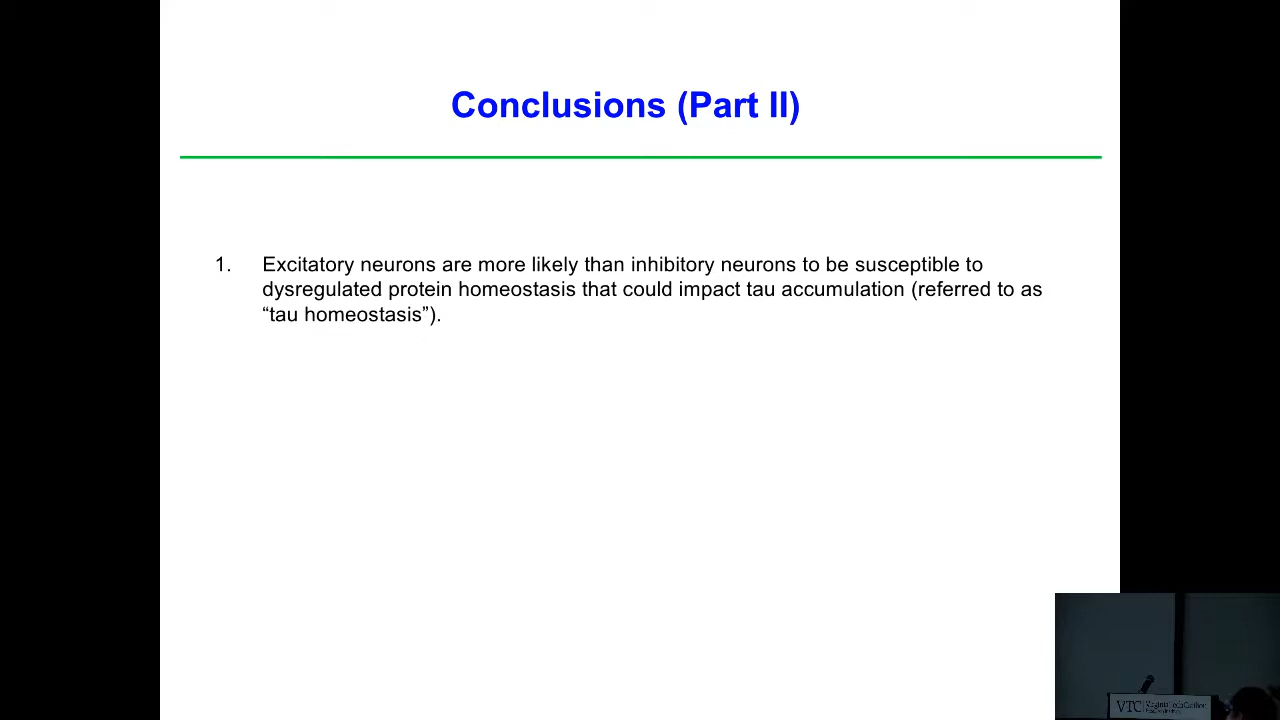 Conclusions (Part II)
1. Excitatory neurons are more likely than inhibitory neurons to be susceptible to
dysregulated protein homeostasis that could impact tau accumulation (referred to as
“tau homeostasis”).
VTC